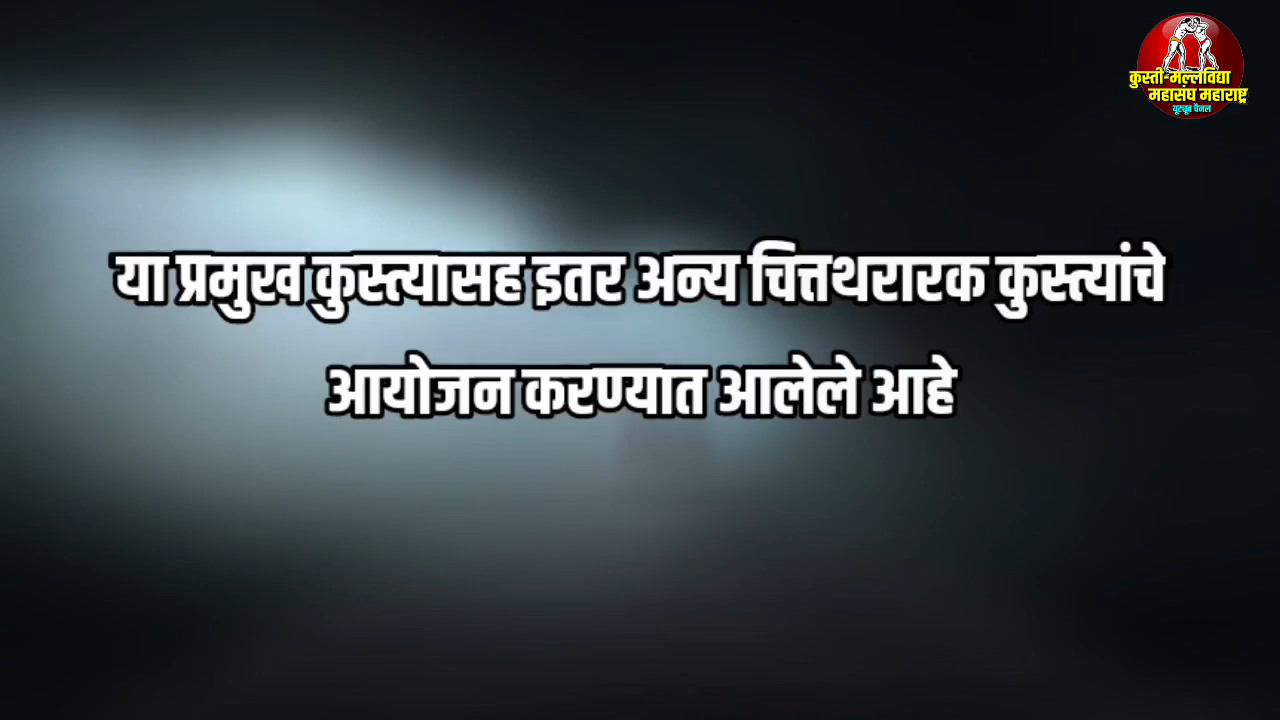 कुस्ती-मल्लविद्या
महासंघ महाराष्ट्र
यूट्यूब चैनल
या प्रमुख कुस्त्यासह इतर अन्य चित्तथरारक कुस्त्यांचे
आयोजन करण्यात आलेले आहे